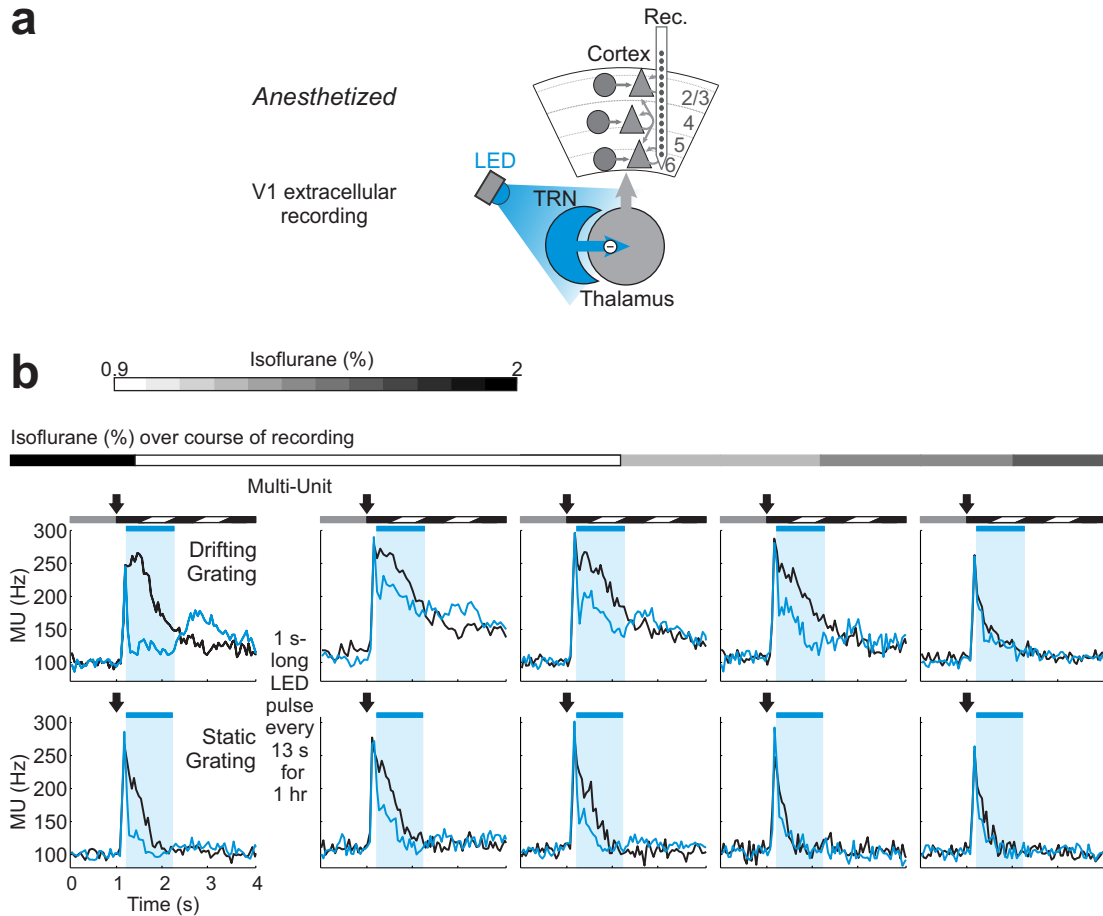 a
Rec.
Cortex
Anesthetized
2/3
4
5
6
LED
V1 extracellular
recording
TRN
−
Thalamus
b
Isoflurane (%)
0.9
2
Isoflurane (%) over course of recording
Multi-Unit
300
250
200
150
100
MU (Hz)
Drifting
Grating
1 s-
long
LED
pulse
every
13 s
for
1 hr
300
250
200
150
100
MU (Hz)
Static
Grating
0 1 2 3 4
Time (s)